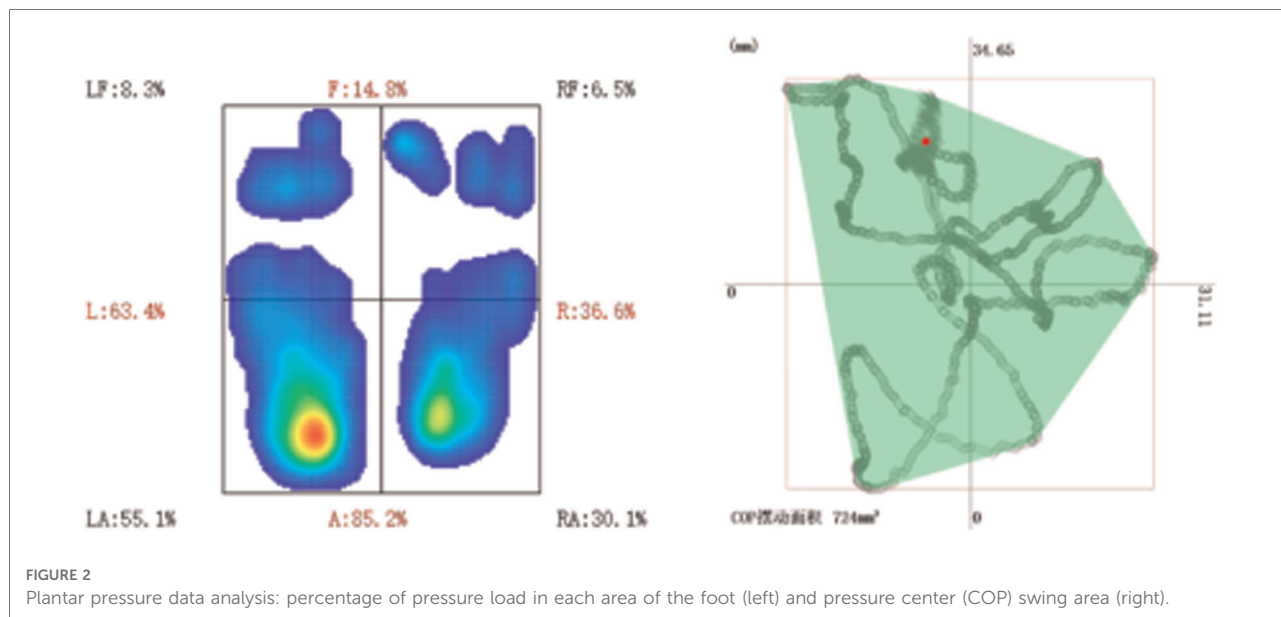 LF:8.3%
F:14.8%
RF:6.5%
L:63.4%
R:36.6%
LA:55.1%
A:85.2%
RA:30.1%
(mm)
34.65
0
31.11
COP摆动面积 724mm²
0
FIGURE 2
Plantar pressure data analysis: percentage of pressure load in each area of the foot (left) and pressure center (COP) swing area (right).